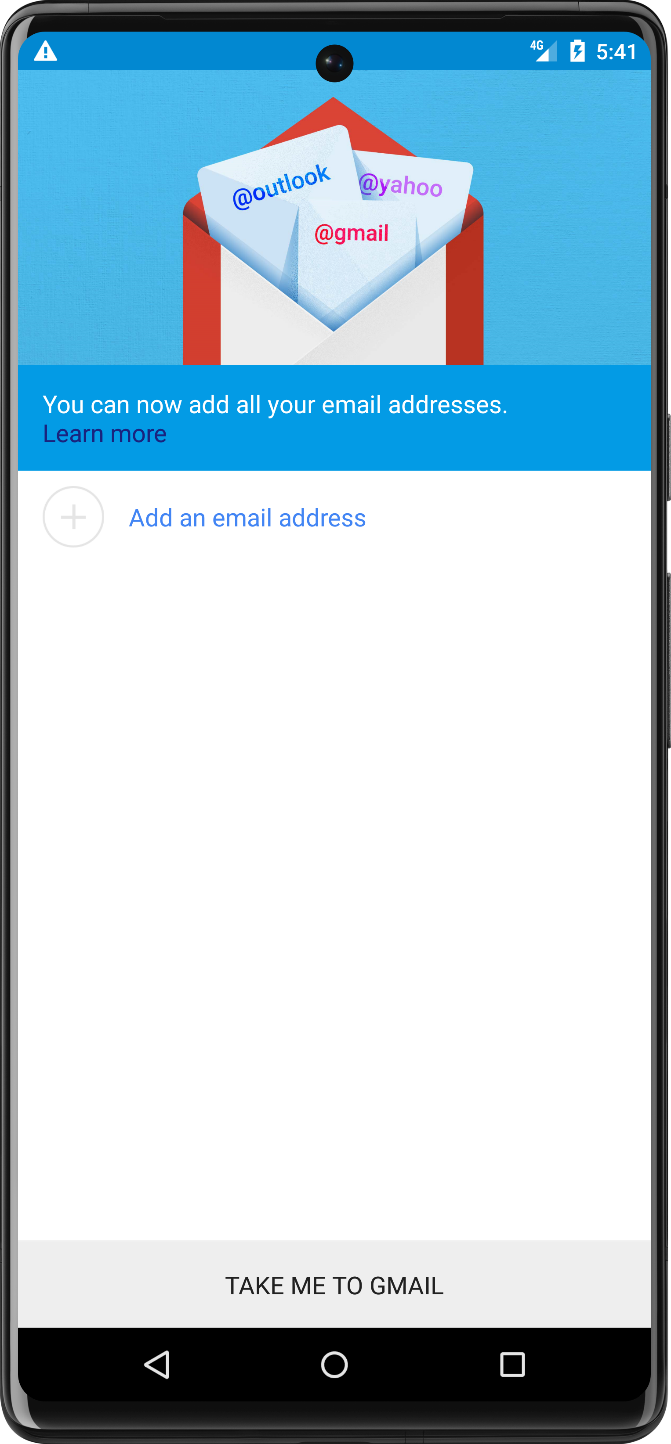 4G 5:41
@outlook
@yahoo
@gmail
You can now add all your email addresses.
Learn more
Add an email address
TAKE ME TO GMAIL